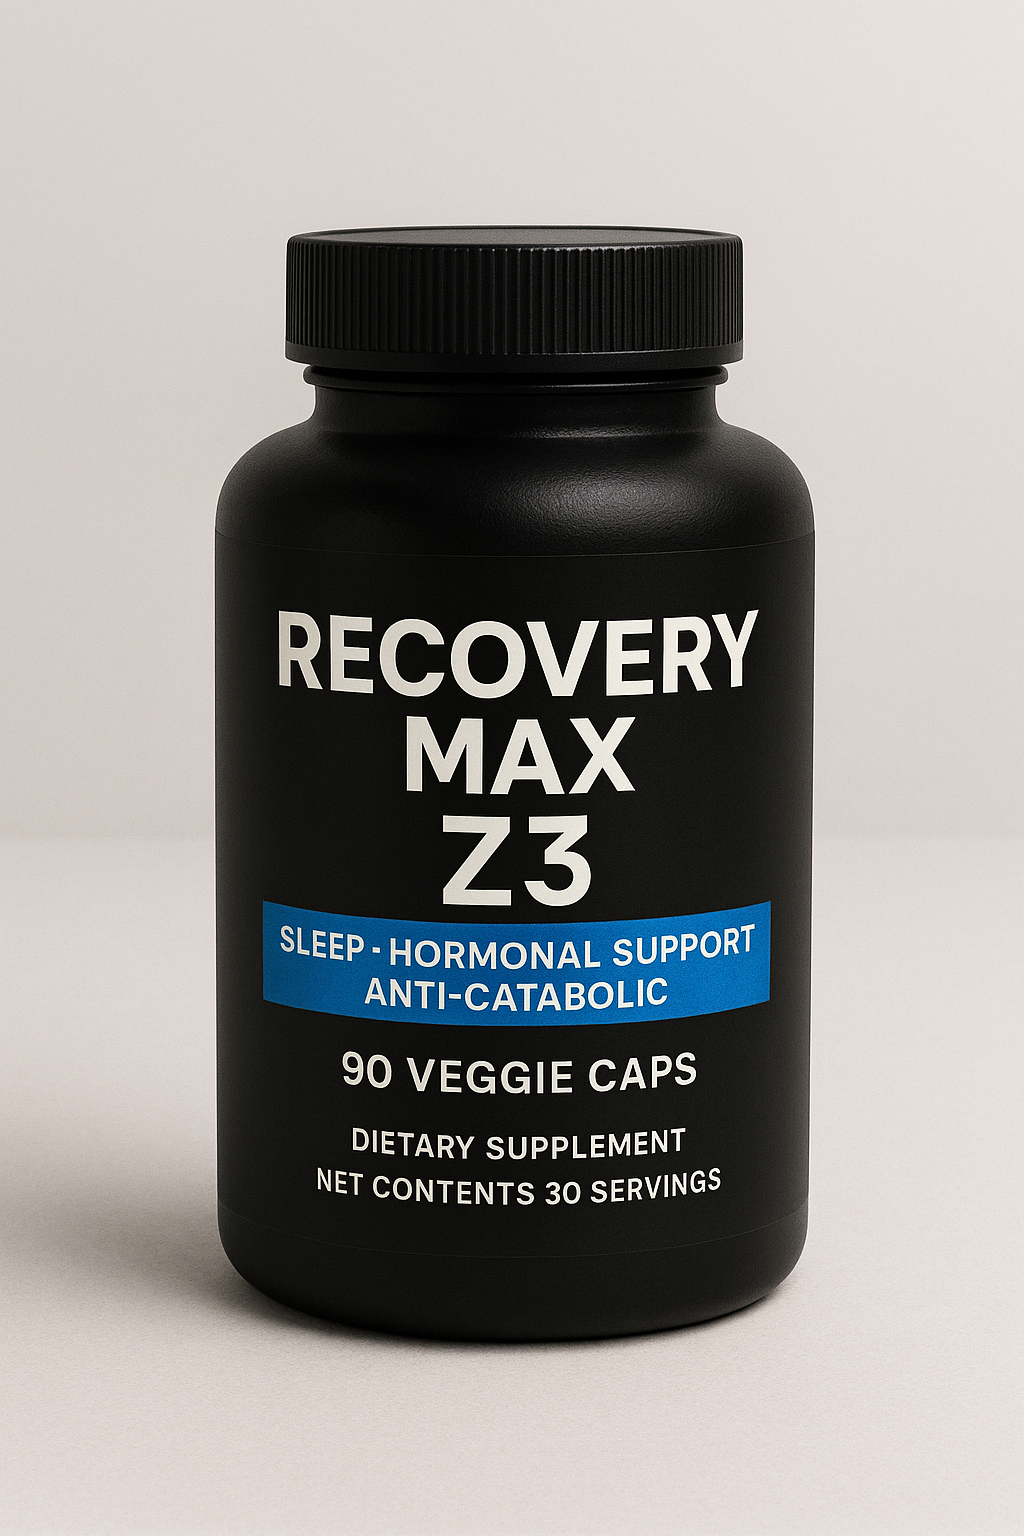 RECOVERY
MAX
Z3
SLEEP - HORMONAL SUPPORT
ANTI-CATABOLIC
90 VEGGIE CAPS
DIETARY SUPPLEMENT
NET CONTENTS 30 SERVINGS